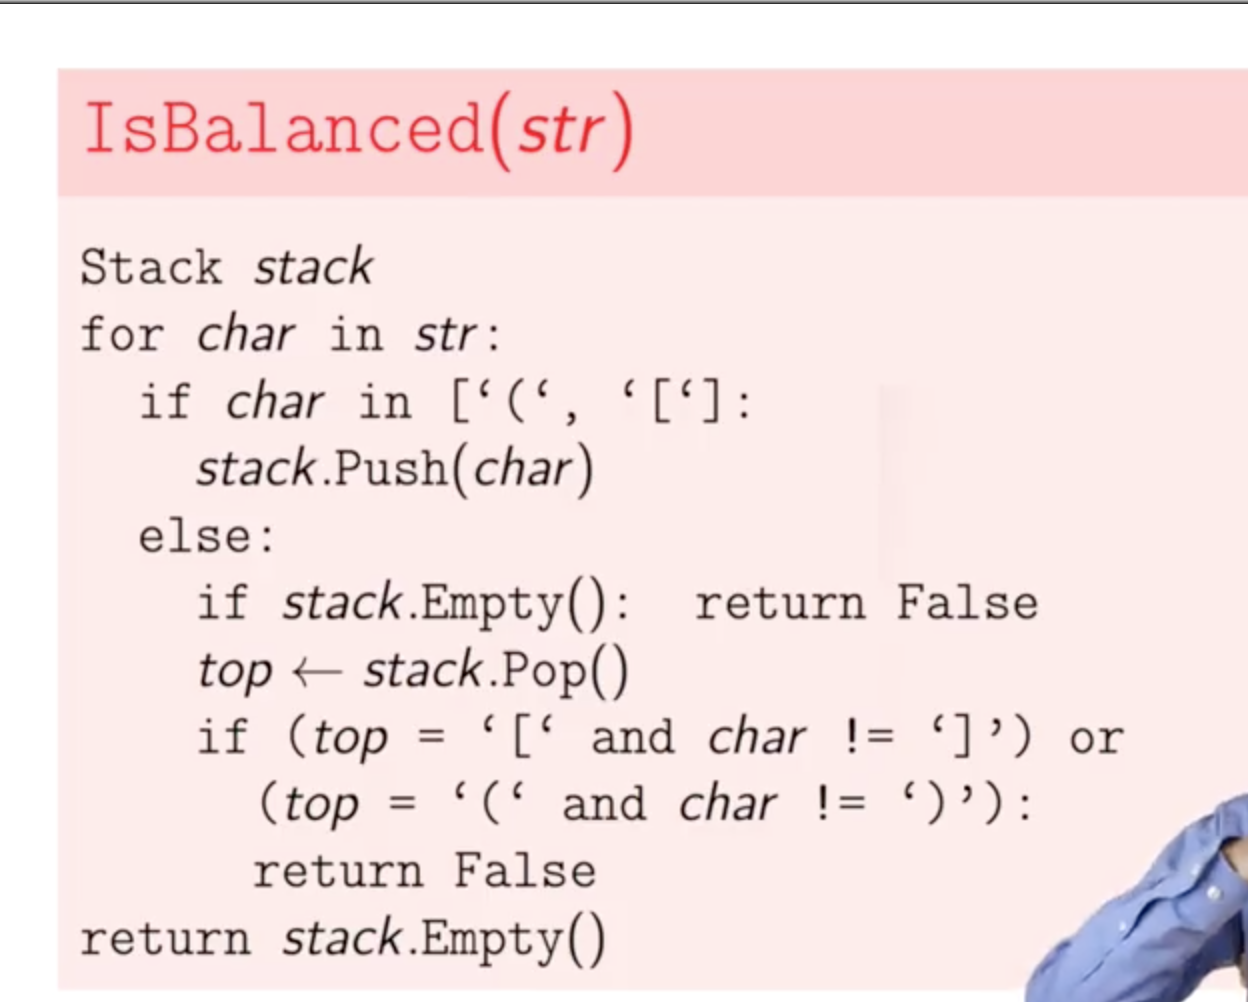 IsBalanced(str)
Stack stack
for char in str:
if char in [‘(‘, ‘[‘]:
stack.Push(char)
else:
if stack.Empty(): return False
top ← stack.Pop()
if (top = ‘[‘ and char != ‘]’) or
(top = ‘(‘ and char != ‘)’):
return False
return stack.Empty()